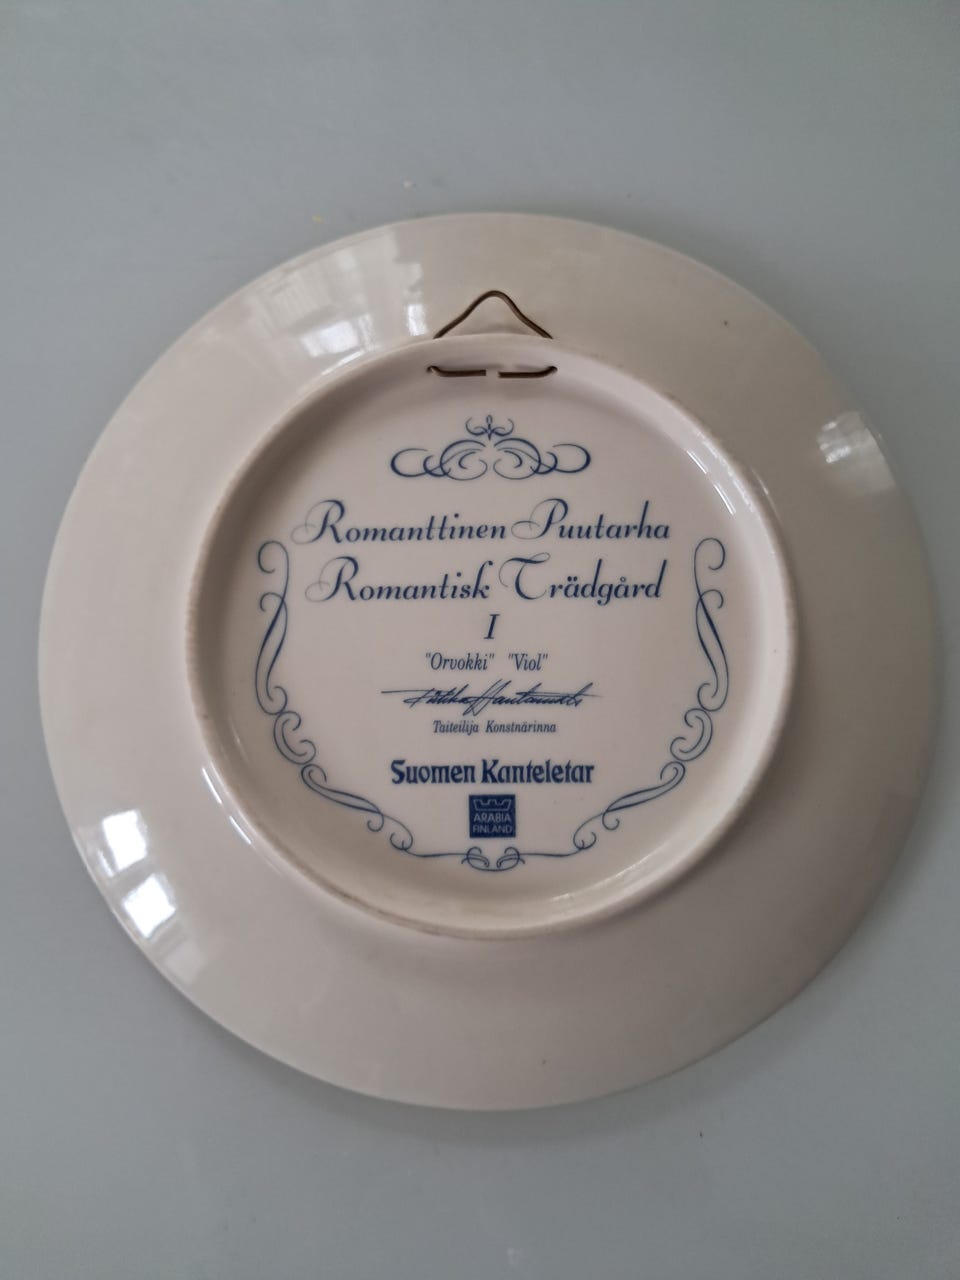 Romanttinen Puutarha
Romantisk Trädgård
I
"Orvokki" "Viol"
Taiteilija Konstnärinna
Suomen Kanteletar
ARABIA
FINLAND